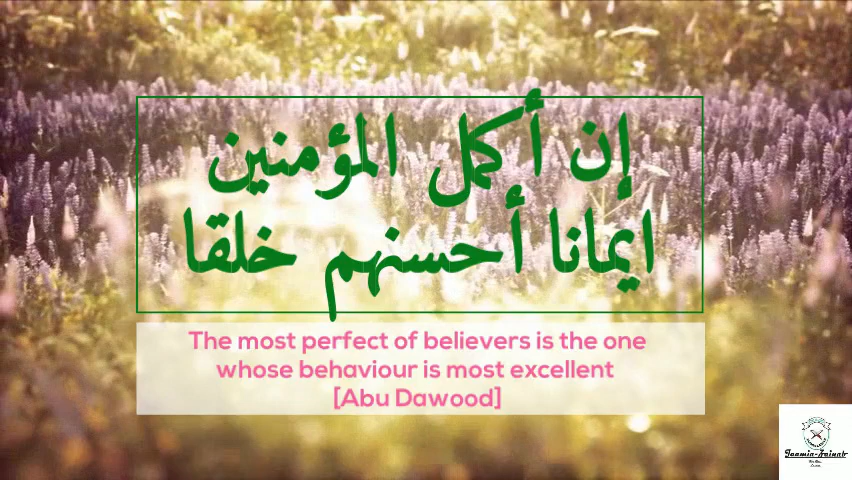 إن أكمل المؤمنين
ايمانا أحسنهم خلقا
The most perfect of believers is the one
whose behaviour is most excellent
[Abu Dawood]